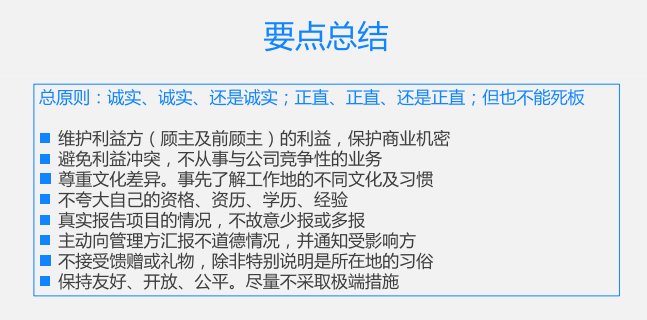 要点总结
总原则：诚实、诚实、还是诚实；正直、正直、还是正直；但也不能死板
维护利益方（顾主及前顾主）的利益，保护商业机密
避免利益冲突，不从事与公司竞争性的业务
尊重文化差异。事先了解工作地的不同文化及习惯
不夸大自己的资格、资历、学历、经验
真实报告项目的情况，不故意少报或多报
主动向管理方汇报不道德情况，并通知受影响方
不接受馈赠或礼物，除非特别说明是所在地的习俗
保持友好、开放、公平。尽量不采取极端措施